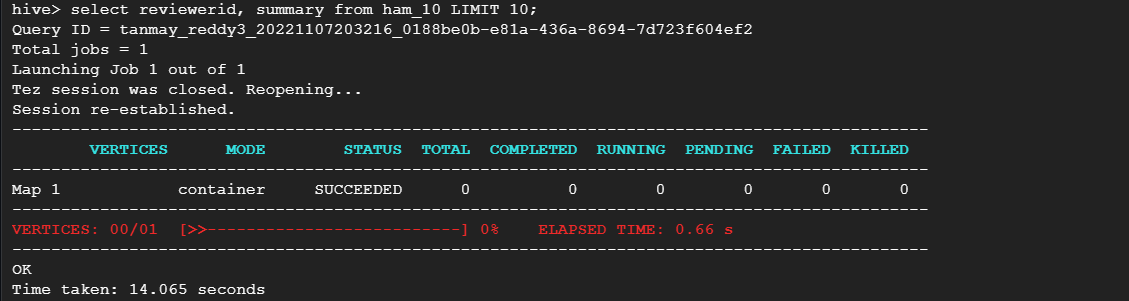 hive> select reviewerid, summary from ham_10 LIMIT 10;
Query ID = tanmay_reddy3_20221107203216_0188be0b-e81a-436a-8694-7d723f604ef2
Total jobs = 1
Launching Job 1 out of 1
Tez session was closed. Reopening...
Session re-established.
----------------------------------------------------------------------------------------------
VERTICES MODE STATUS TOTAL COMPLETED RUNNING PENDING FAILED KILLED
----------------------------------------------------------------------------------------------
Map 1 container SUCCEEDED 0 0 0 0 0 0
----------------------------------------------------------------------------------------------
VERTICES: 00/01 [>>--------------------------] 0% ELAPSED TIME: 0.66 s
----------------------------------------------------------------------------------------------
OK
Time taken: 14.065 seconds